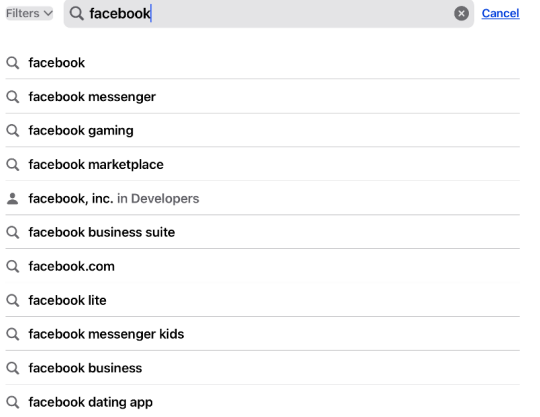 Filters facebook Cancel
facebook
facebook messenger
facebook gaming
facebook marketplace
facebook, inc. in Developers
facebook business suite
facebook.com
facebook lite
facebook messenger kids
facebook business
facebook dating app